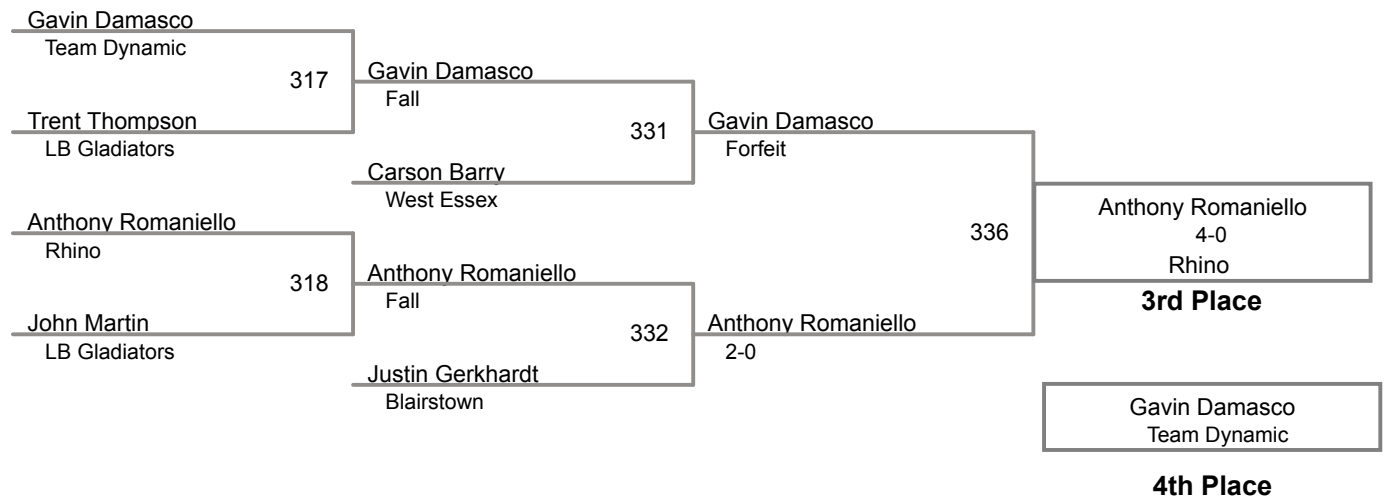 Gavin Damasco
Team Dynamic
317
Gavin Damasco
Fall
Trent Thompson
LB Gladiators
331
Gavin Damasco
Forfeit
Carson Barry
West Essex
Anthony Romaniello
Rhino
336
Anthony Romaniello
4-0
Rhino
3rd Place
318
Anthony Romaniello
Fall
John Martin
LB Gladiators
332
Anthony Romaniello
2-0
Justin Gerkhardt
Blairstown
Gavin Damasco
Team Dynamic
4th Place